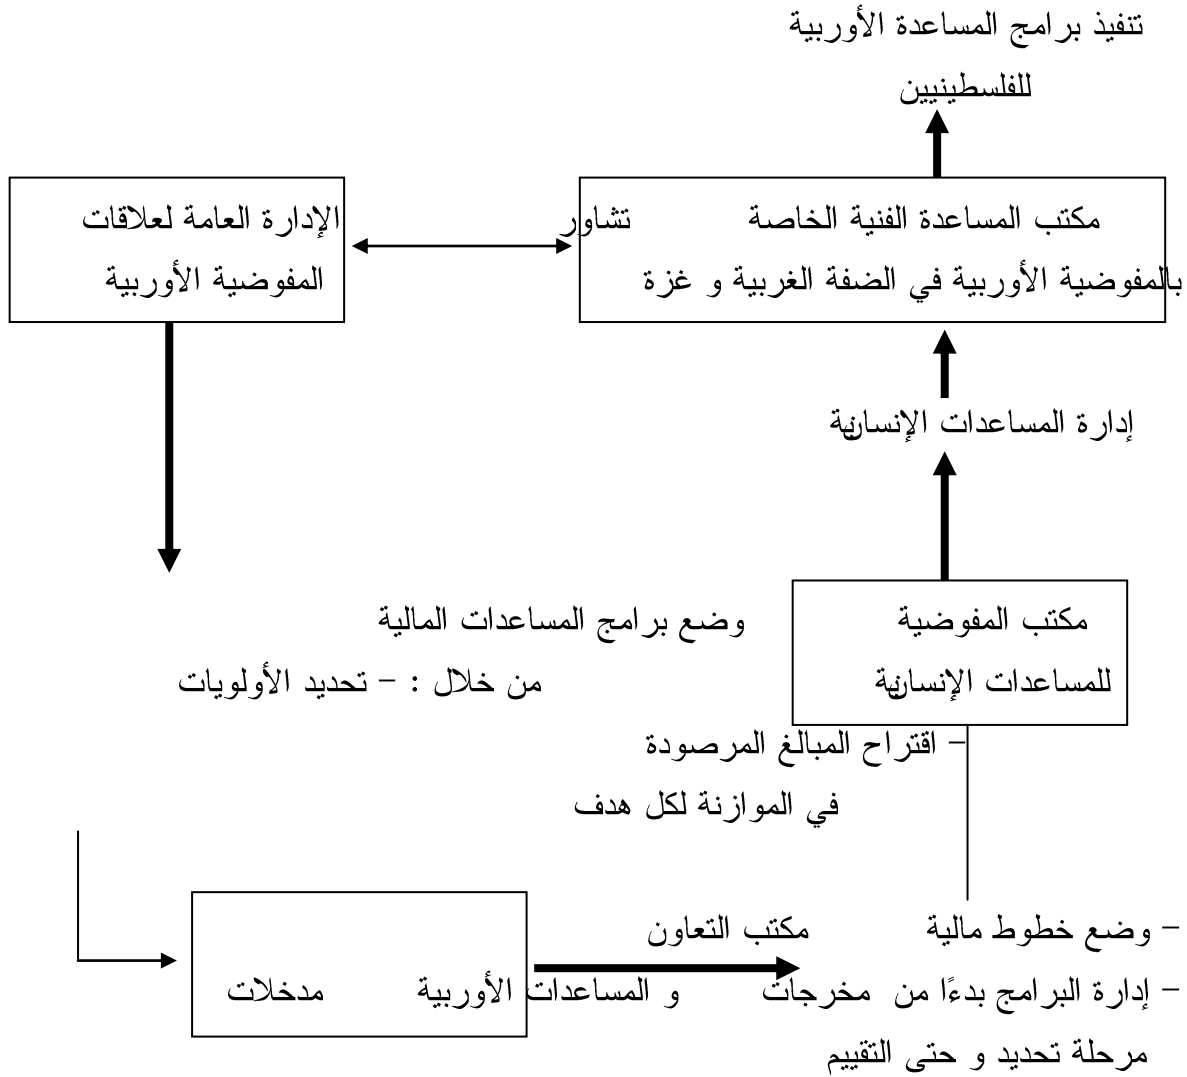 تنفيذ برامج المساعدة الأوربية
للفلسطينيين
مكتب المساعدة الفنية الخاصة تشاور الإدارة العامة لعلاقات
بالمفوضية الأوربية في الضفة الغربية و غزة المفوضية الأوربية
إدارة المساعدات الإنسانية
مكتب المفوضية وضع برامج المساعدات المالية
للمساعدات الإنسانية من خلال : – تحديد الأولويات
– اقتراح المبالغ المرصودة
في الموازنة لكل هدف
– وضع خطوط مالية مكتب التعاون
– إدارة البرامج بدءًا من مخرجات و المساعدات الأوربية مدخلات
مرحلة تحديد و حتى التقييم